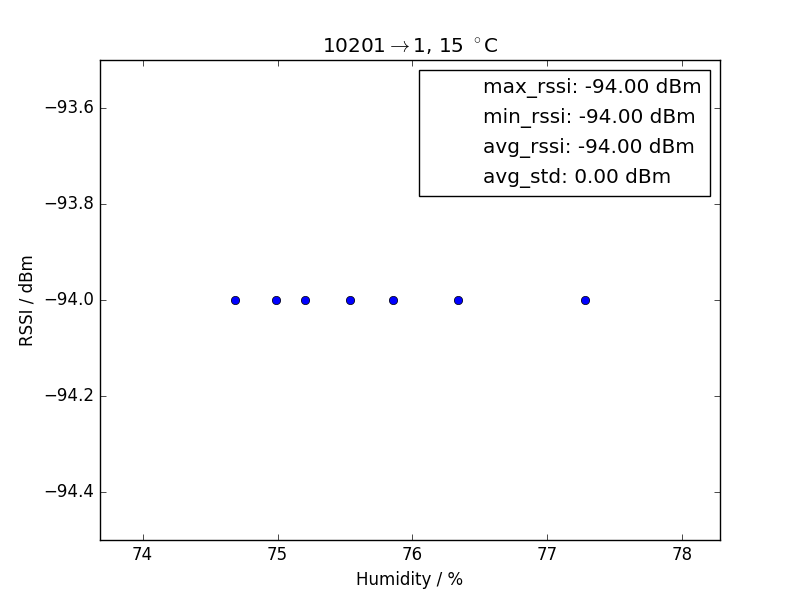 10201→1, 15 °C
max_rssi: -94.00 dBm
min_rssi: -94.00 dBm
avg_rssi: -94.00 dBm
avg_std: 0.00 dBm
RSSI / dBm
−93.6
−93.8
−94.0
−94.2
−94.4
74 75 76 77 78
Humidity / %